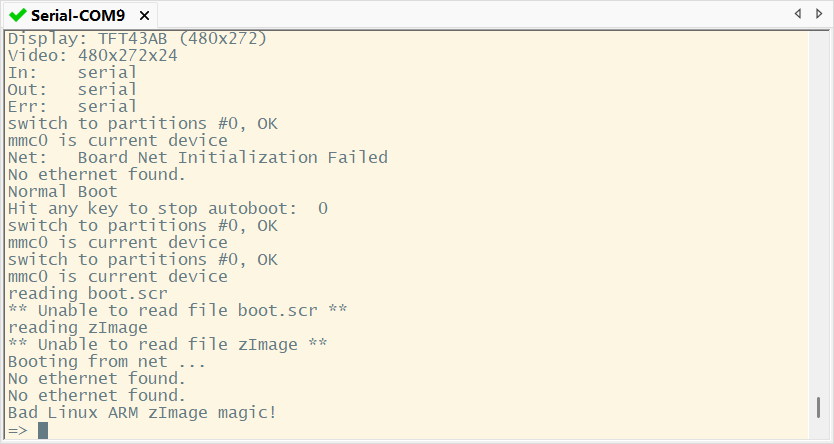 Serial-COM9
Display: TFT43AB (480x272)
Video: 480x272x24
In:    serial
Out:   serial
Err:   serial
switch to partitions #0, OK
mmc0 is current device
Net:   Board Net Initialization Failed
No ethernet found.
Normal Boot
Hit any key to stop autoboot:  0
switch to partitions #0, OK
mmc0 is current device
switch to partitions #0, OK
mmc0 is current device
reading boot.scr
** Unable to read file boot.scr **
reading zImage
** Unable to read file zImage **
Booting from net ...
No ethernet found.
No ethernet found.
Bad Linux ARM zImage magic!
=>